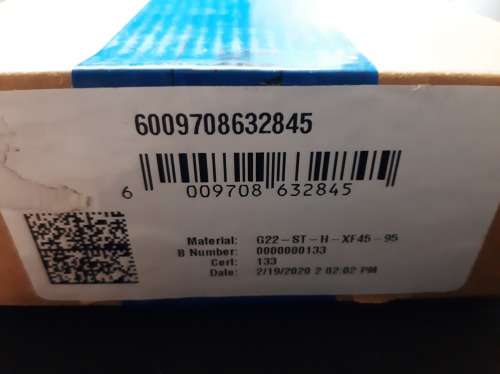 6009708632845
6 009708 632845
Material: G22-ST-H-XF45-95
B Number: 0000000133
Cert: 133
Date: 2/19/2020 2:02:02 PM